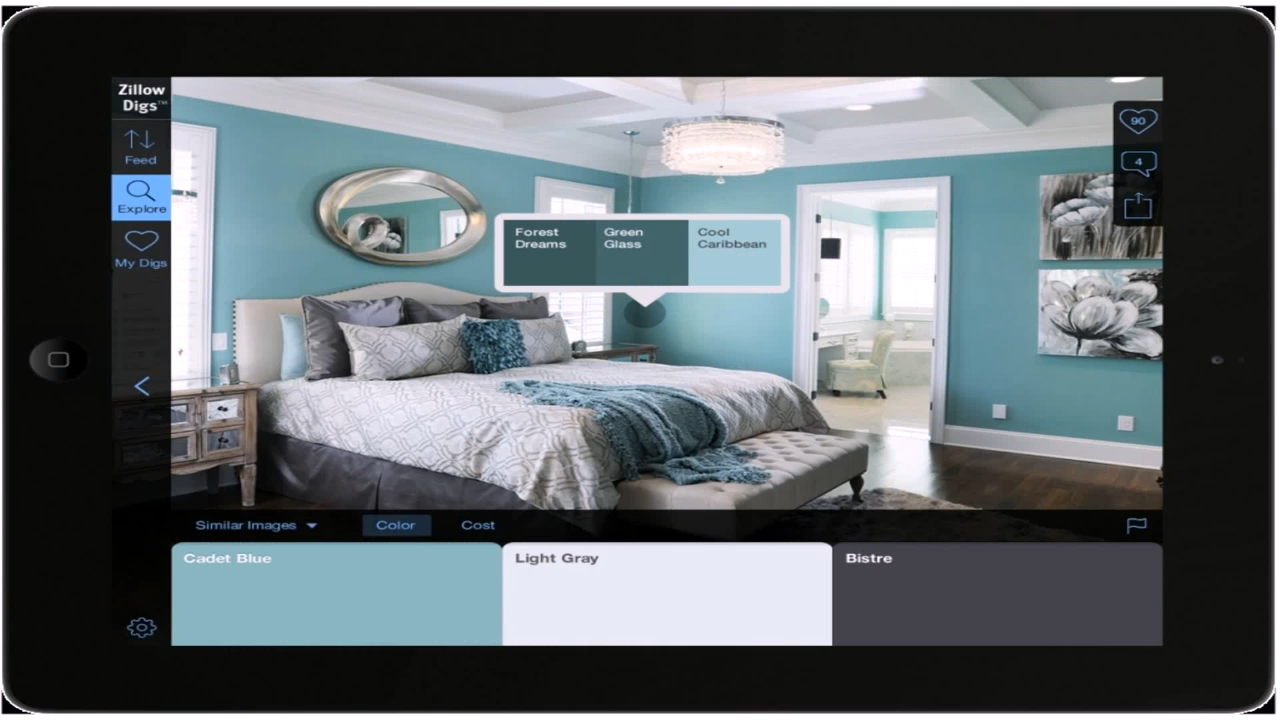 Zillow
Digs™
Feed
Explore
My Digs
90
4
Forest
Dreams
Green
Glass
Cool
Caribbean
Similar Images
Color
Cost
Cadet Blue
Light Gray
Bistre